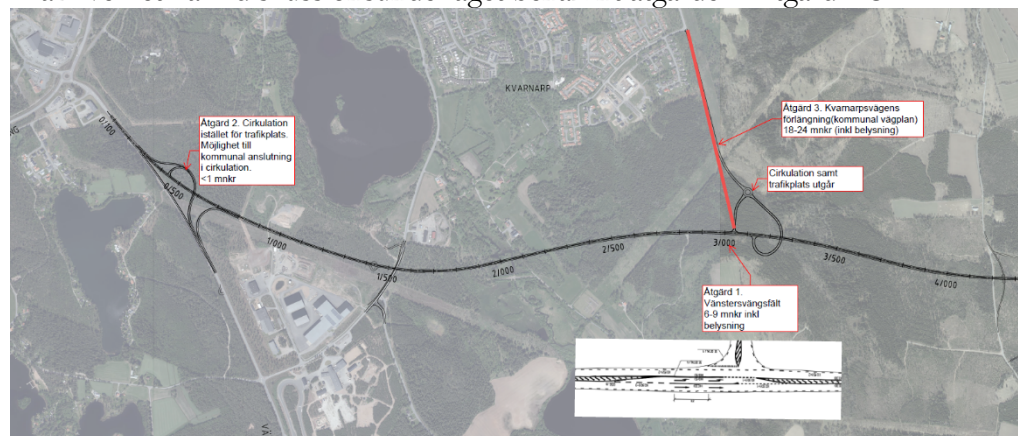 KVARNARP
Åtgärd 2. Cirkulation
istället för trafikplats.
Möjlighet till
kommunal anslutning
i cirkulation.
<1 mnkr
Åtgärd 3. Kvarnarpsvägens
förlängning(kommunal vägplan)
18-24 mnkr (inkl belysning)
Cirkulation samt
trafikplats utgår
0/100
0/500
1/000
1/500
2/000
2/500
3/000
3/500
4/000
Åtgärd 1.
Vänstersvängsfält
6-9 mnkr inkl
belysning